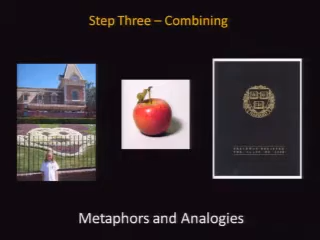 Step Three – Combining
Metaphors and Analogies